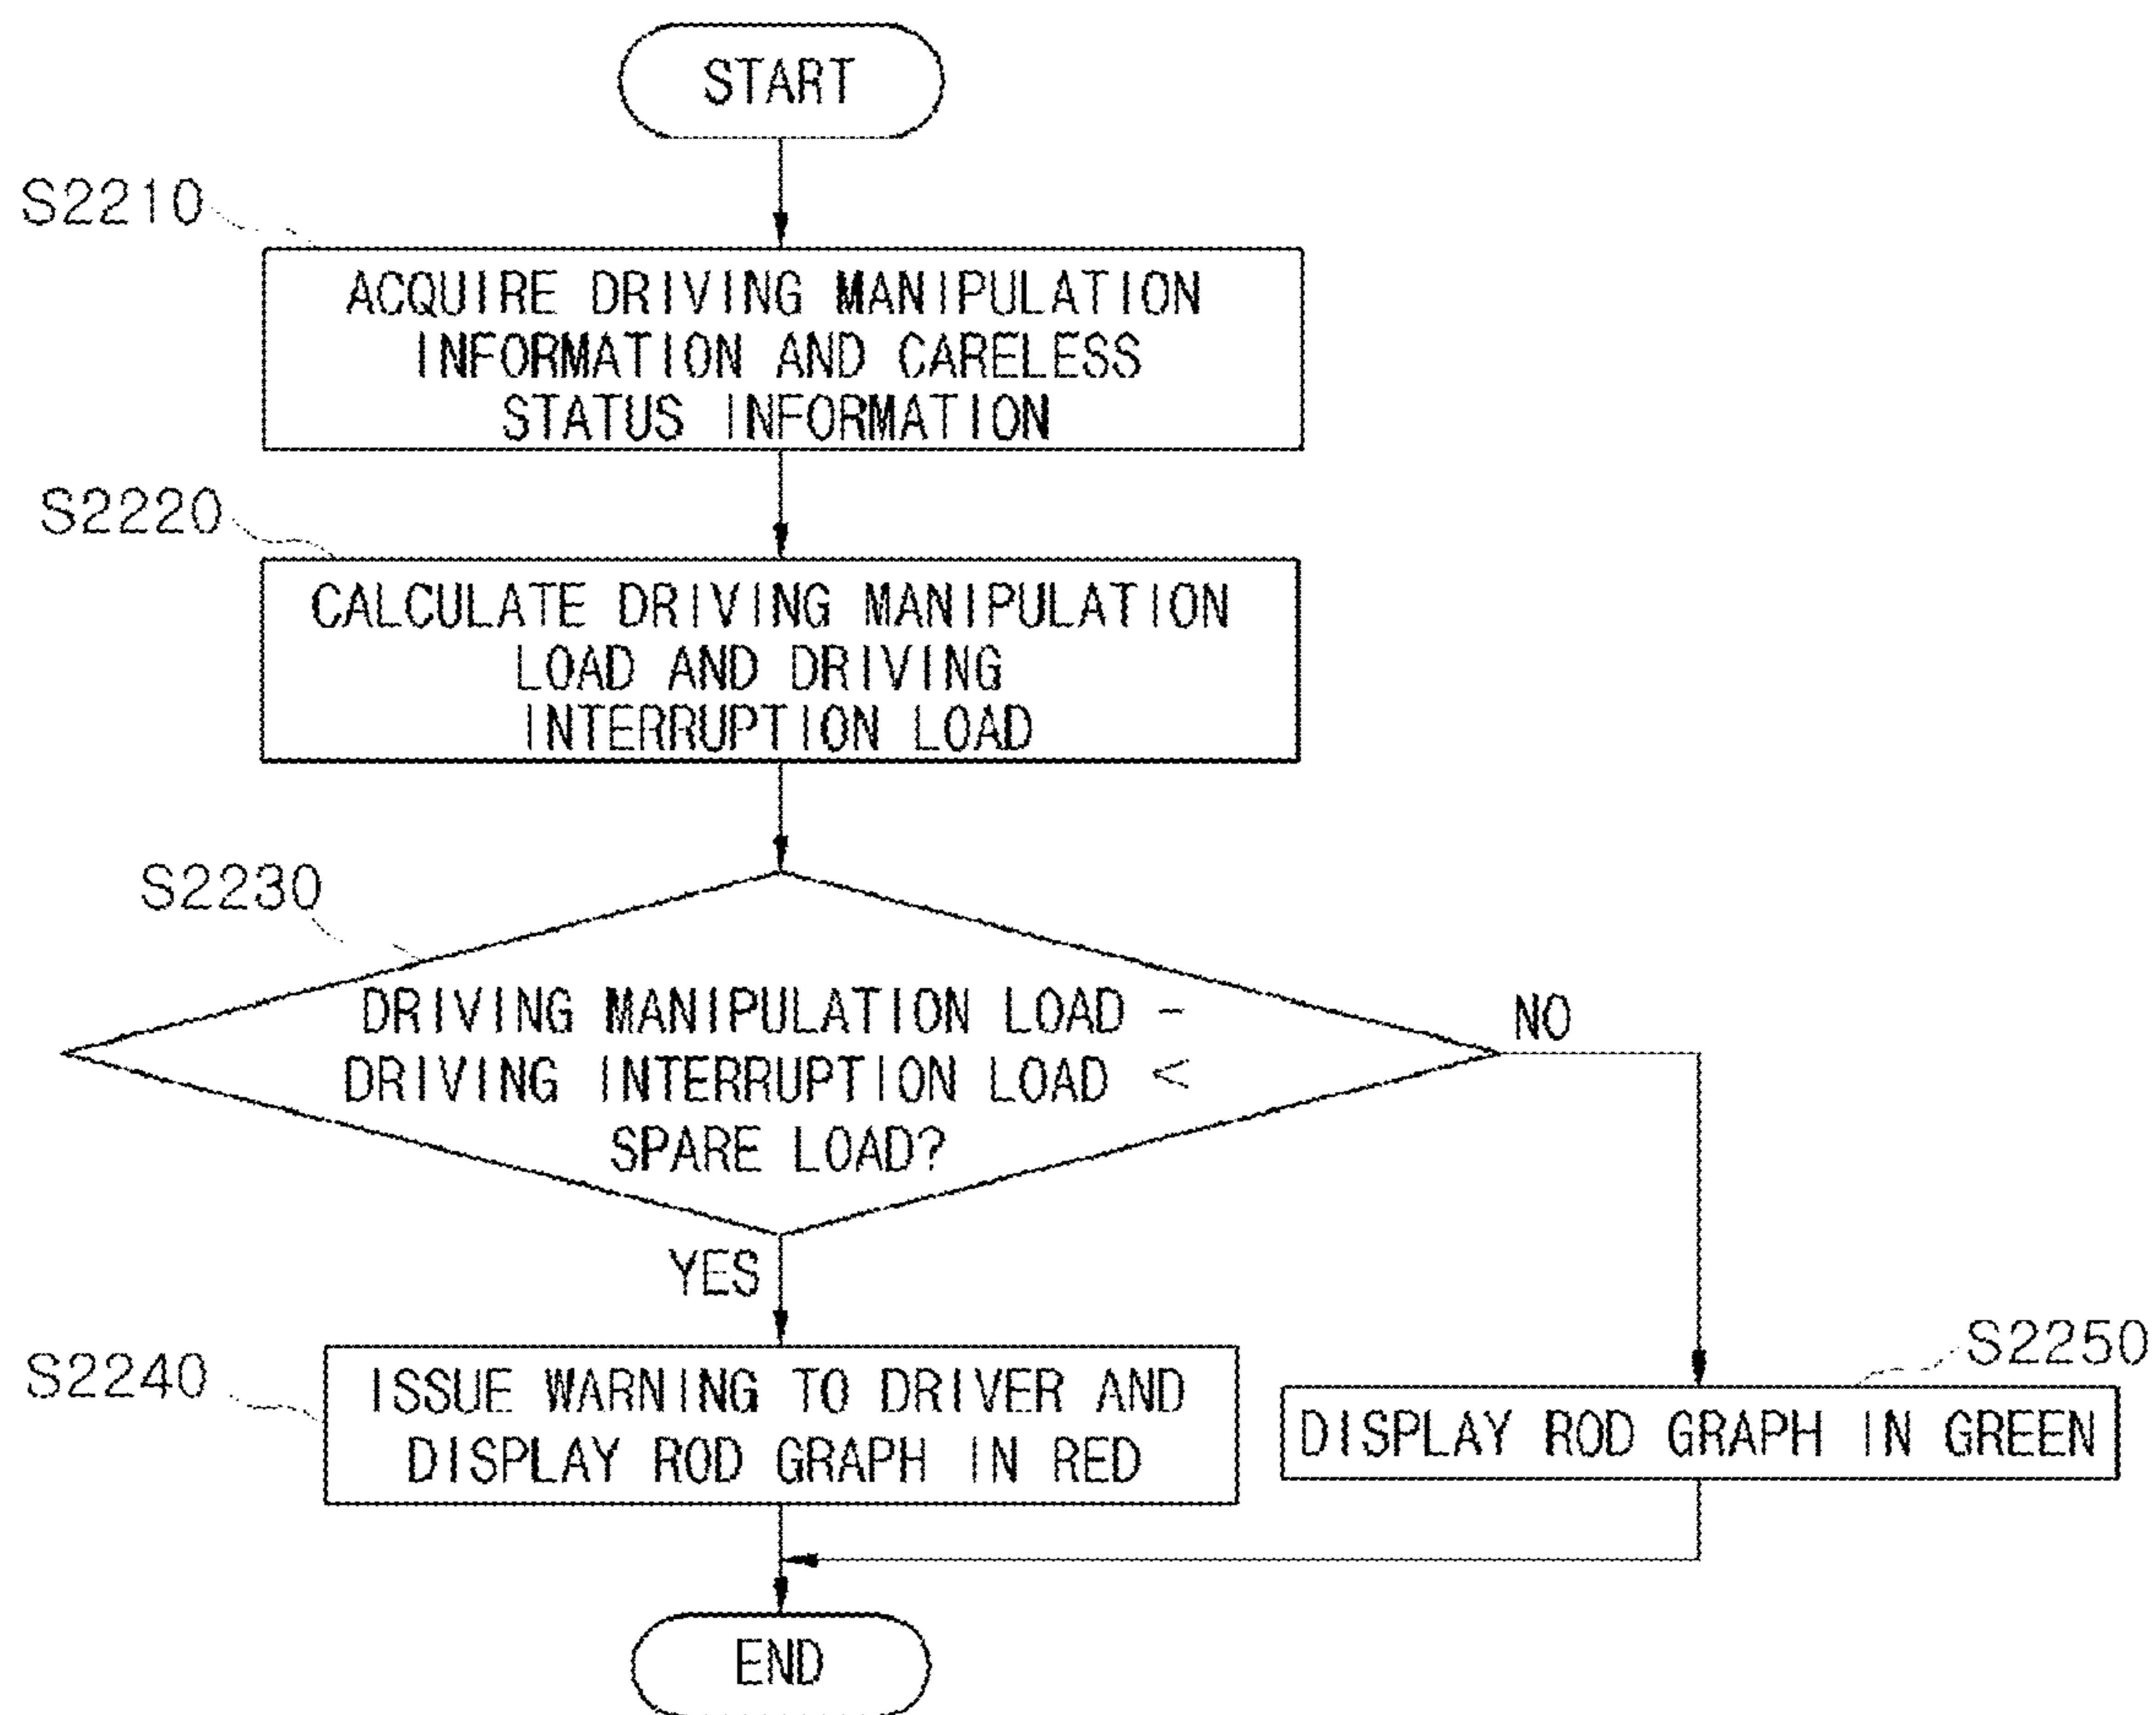 START
S2210
ACQUIRE DRIVING MANIPULATION
INFORMATION AND CARELESS
STATUS INFORMATION
S2220
CALCULATE DRIVING MANIPULATION
LOAD AND DRIVING
INTERRUPTION LOAD
S2230
DRIVING MANIPULATION LOAD -
DRIVING INTERRUPTION LOAD <
SPARE LOAD?
NO
YES
S2240
ISSUE WARNING TO DRIVER AND
DISPLAY ROD GRAPH IN RED
S2250
DISPLAY ROD GRAPH IN GREEN
END